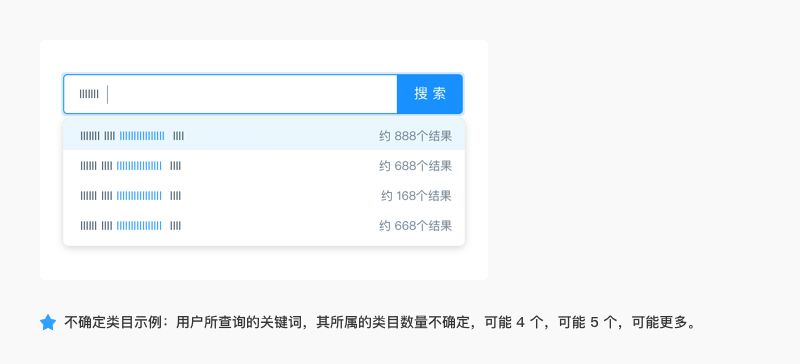 搜 索
约 888个结果
约 688个结果
约 168个结果
约 668个结果
不确定类目示例：用户所查询的关键词，其所属的类目数量不确定，可能 4 个，可能 5 个，可能更多。